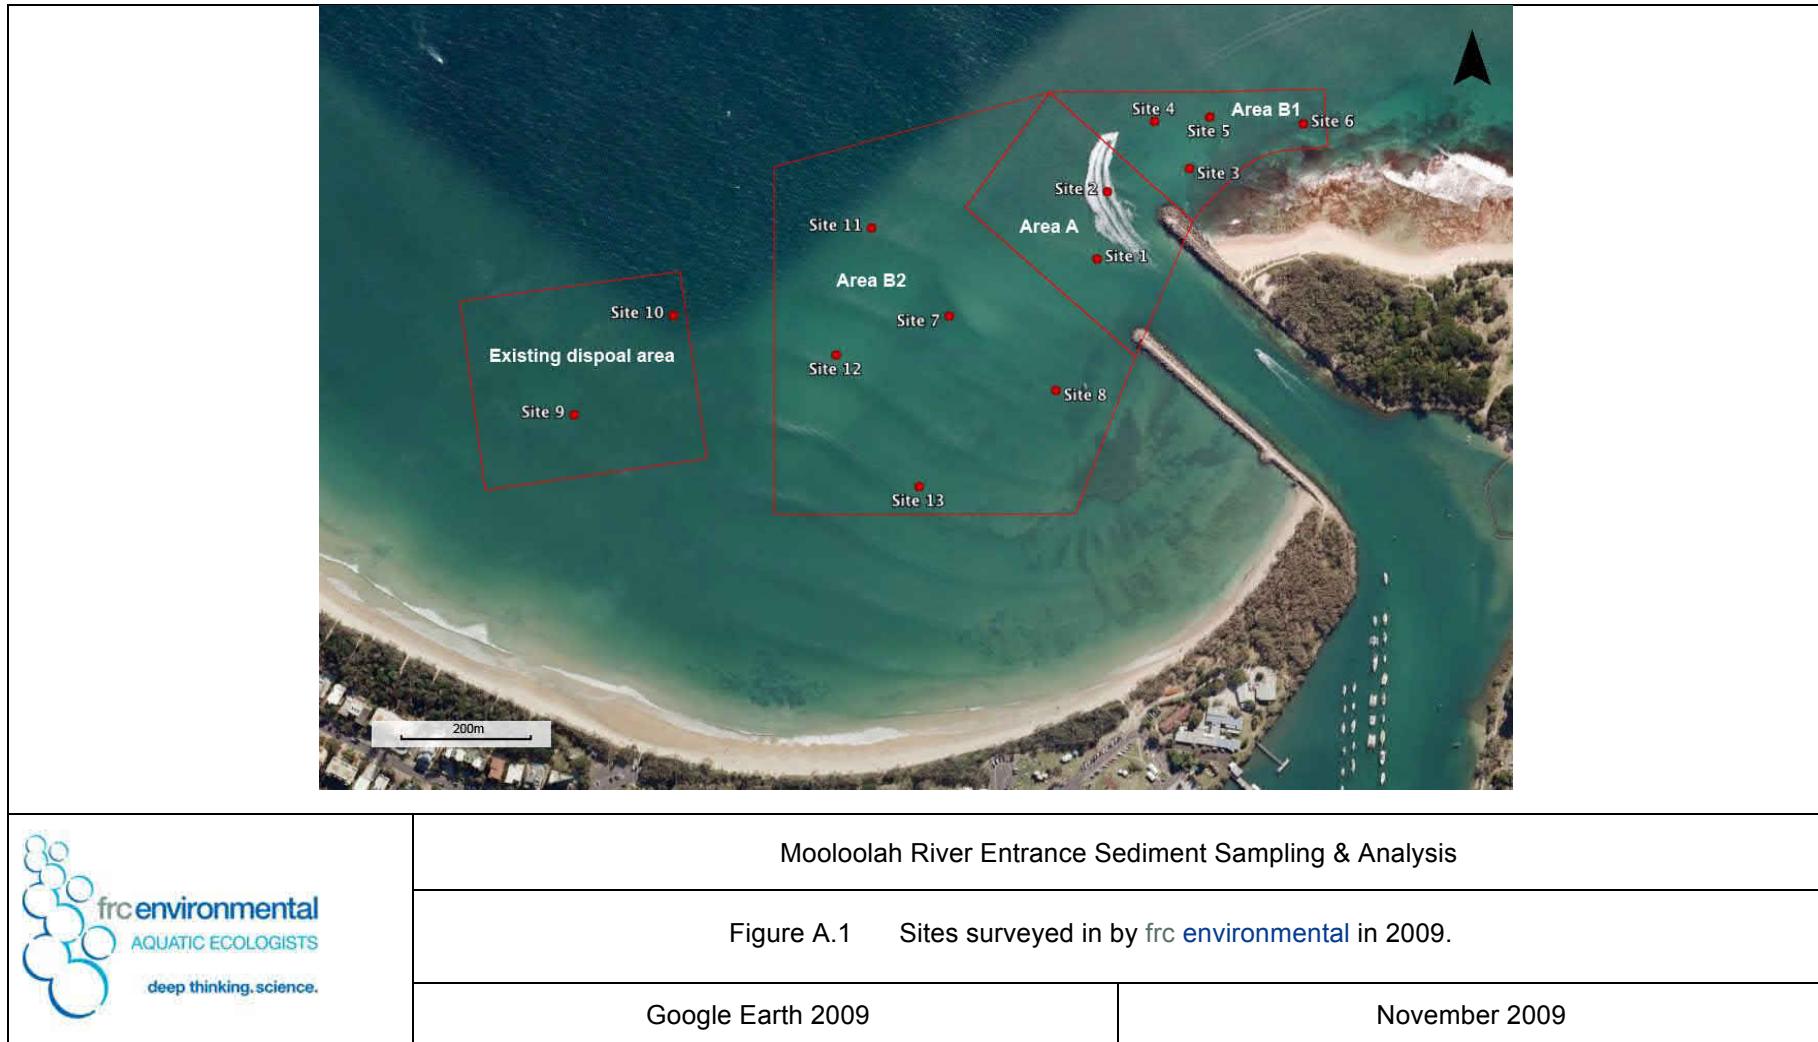 Site 4
Area B1
Site 5
Site 6
Site 3
Site 2
Area A
Site 11
Site 1
Area B2
Site 10
Site 7
Existing dispoal area
Site 12
Site 8
Site 9
Site 13
200m
frc environmental
AQUATIC ECOLOGISTS
deep thinking. science.
Mooloolah River Entrance Sediment Sampling & Analysis
Figure A.1 Sites surveyed in by frc environmental in 2009.
Google Earth 2009
November 2009